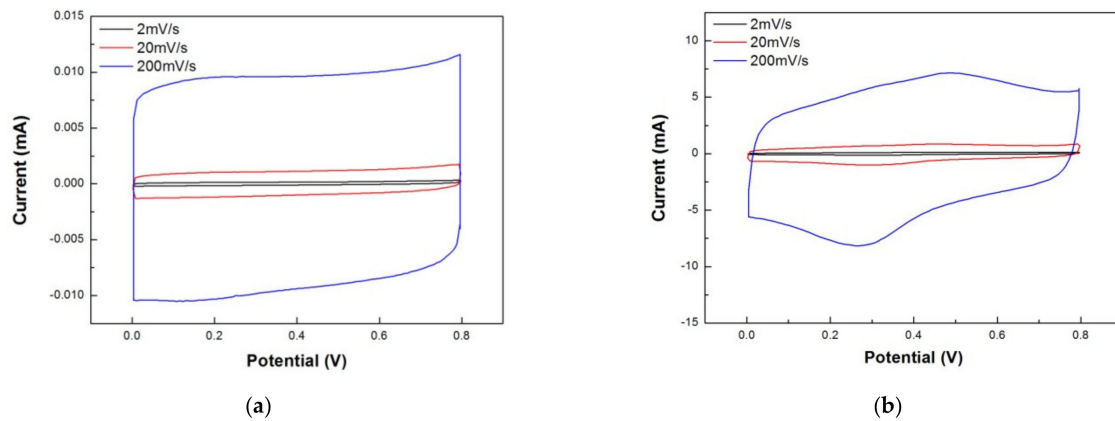 0.015
0.010
0.005
0.000
-0.005
-0.010
2mV/s
20mV/s
200mV/s
Current (mA)
0.0 0.2 0.4 0.6 0.8
Potential (V)
(a)
10
5
0
-5
-10
-15
2mV/s
20mV/s
200mV/s
Current (mA)
0.0 0.2 0.4 0.6 0.8
Potential (V)
(b)